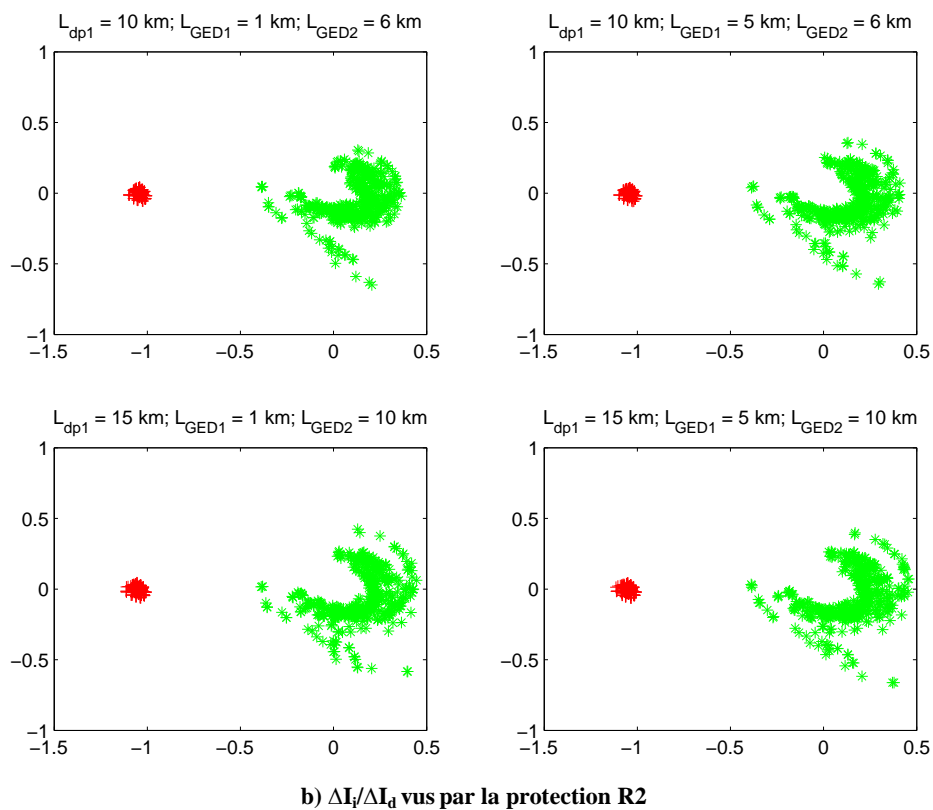 L_dp1 = 10 km; L_GED1 = 1 km; L_GED2 = 6 km
1
0.5
0
−0.5
−1
−1.5 −1 −0.5 0 0.5
L_dp1 = 10 km; L_GED1 = 5 km; L_GED2 = 6 km
1
0.5
0
−0.5
−1
−1.5 −1 −0.5 0 0.5
L_dp1 = 15 km; L_GED1 = 1 km; L_GED2 = 10 km
1
0.5
0
−0.5
−1
−1.5 −1 −0.5 0 0.5
L_dp1 = 15 km; L_GED1 = 5 km; L_GED2 = 10 km
1
0.5
0
−0.5
−1
−1.5 −1 −0.5 0 0.5
b) ΔI_i/ΔI_d vus par la protection R2